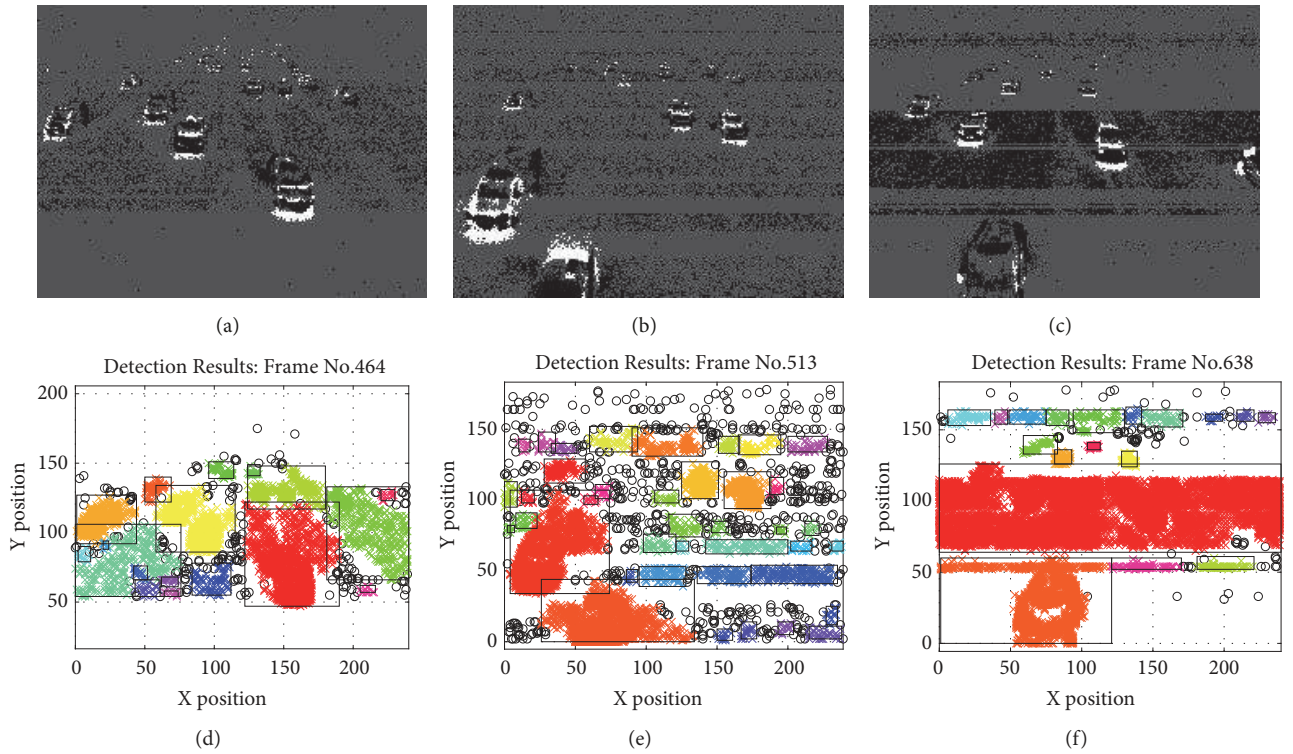 (a)
(b)
(c)
Detection Results: Frame No.464
200
150
100
50
Y position
0
50
100
150
200
X position
(d)
Detection Results: Frame No.513
150
100
50
0
Y position
0
50
100
150
200
X position
(e)
Detection Results: Frame No.638
150
100
50
0
Y position
0
50
100
150
200
X position
(f)